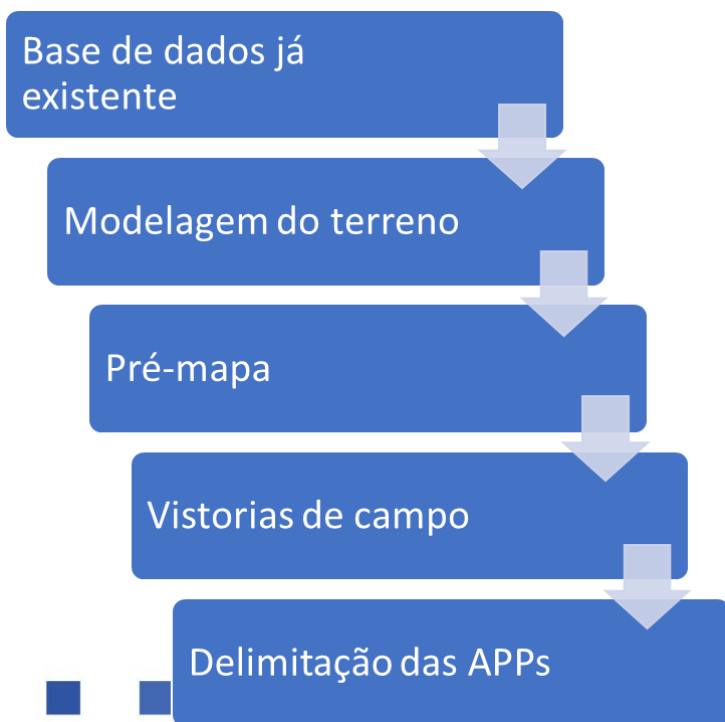 Base de dados já
existente
Modelagem do terreno
Pré-mapa
Vistorias de campo
Delimitação das APPs